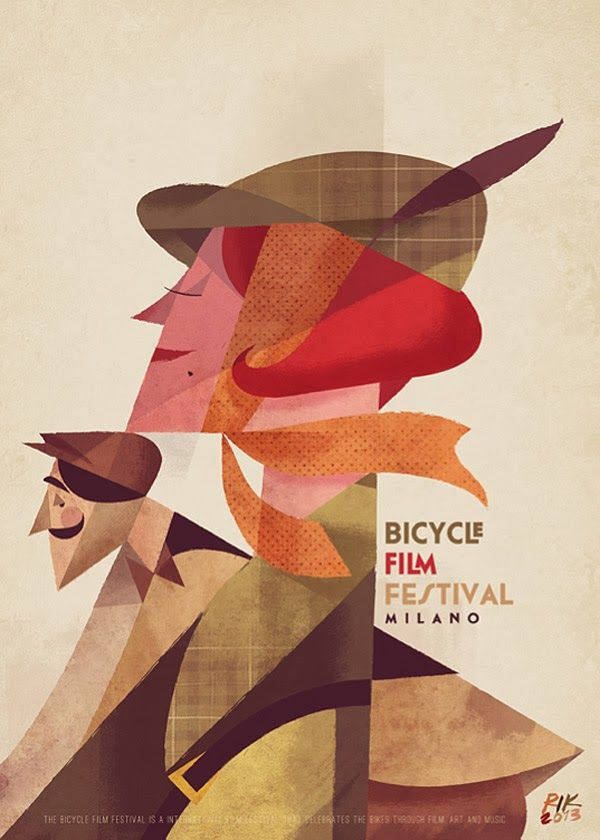 BICYCLE
FILM
FESTIVAL
MILANO
THE BICYCLE FILM FESTIVAL IS A INTERNATIONAL FILM FESTIVAL THAT CELEBRATES THE BIKES THROUGH FILM, ART AND MUSIC
RIK
2013